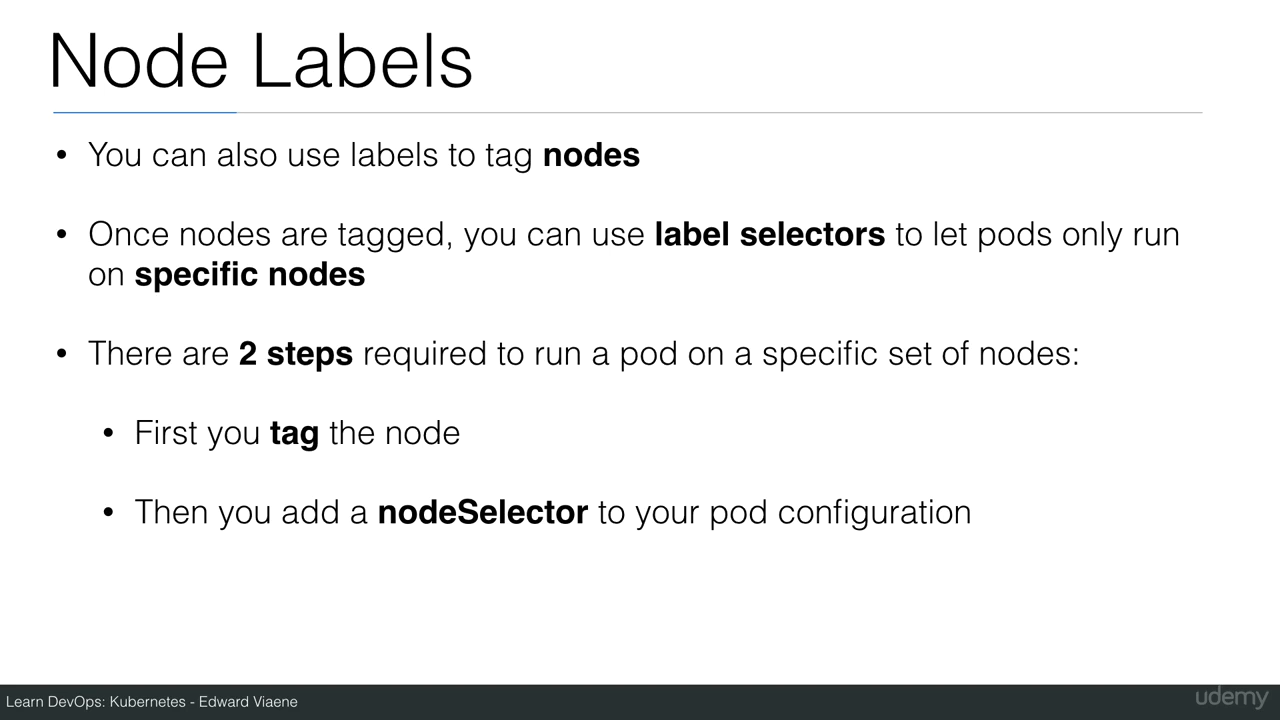 Node Labels
• You can also use labels to tag nodes
• Once nodes are tagged, you can use label selectors to let pods only run
on specific nodes
• There are 2 steps required to run a pod on a specific set of nodes:
• First you tag the node
• Then you add a nodeSelector to your pod configuration
Learn DevOps: Kubernetes - Edward Viaene
udemy